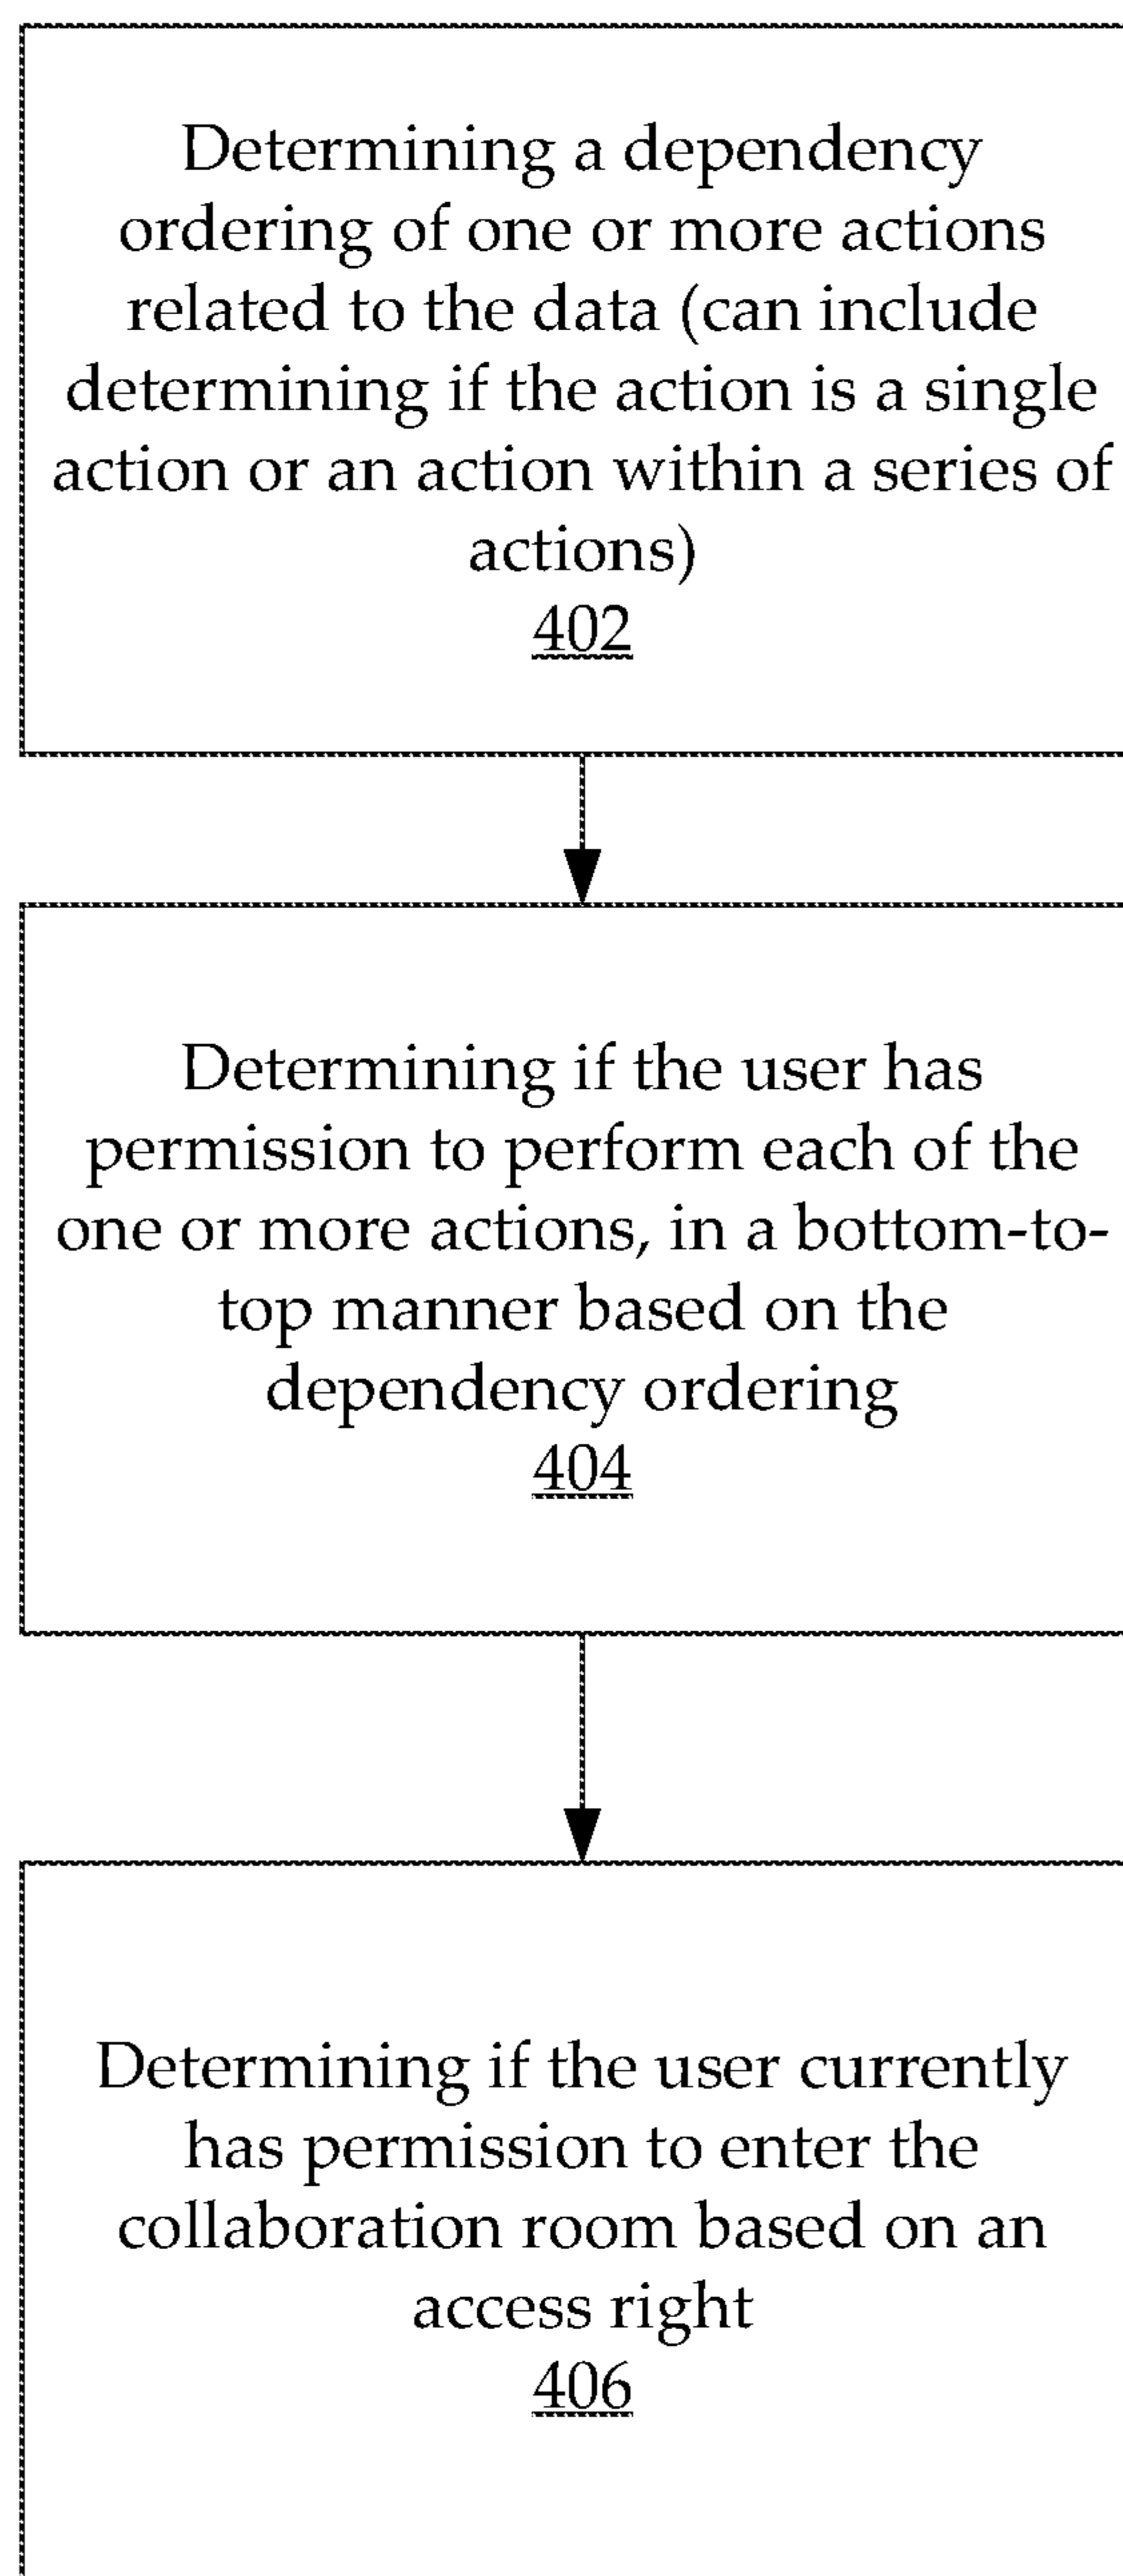 Determining a dependency
ordering of one or more actions
related to the data (can include
determining if the action is a single
action or an action within a series of
actions)
402
Determining if the user has
permission to perform each of the
one or more actions, in a bottom-to-
top manner based on the
dependency ordering
404
Determining if the user currently
has permission to enter the
collaboration room based on an
access right
406